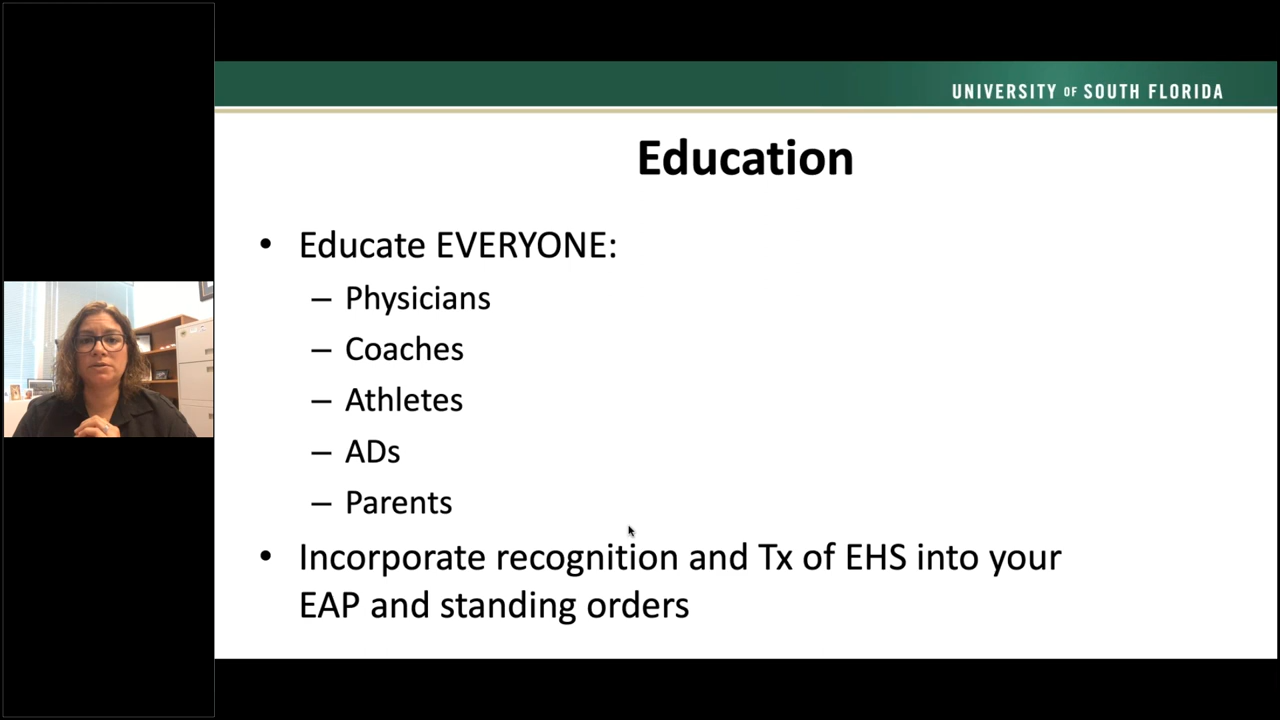 UNIVERSITY OF SOUTH FLORIDA
Education
• Educate EVERYONE:
– Physicians
– Coaches
– Athletes
– ADs
– Parents
• Incorporate recognition and Tx of EHS into your
EAP and standing orders